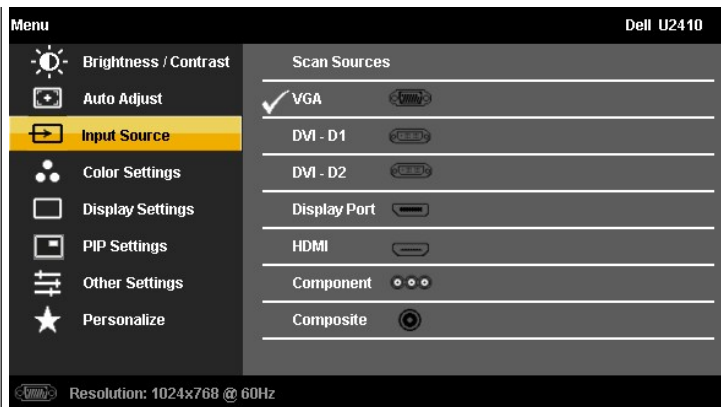 Menu Dell U2410
Brightness / Contrast Scan Sources
Auto Adjust VGA
Input Source DVI - D1
Color Settings DVI - D2
Display Settings Display Port
PIP Settings HDMI
Other Settings Component
Personalize Composite
Resolution: 1024x768 @ 60Hz